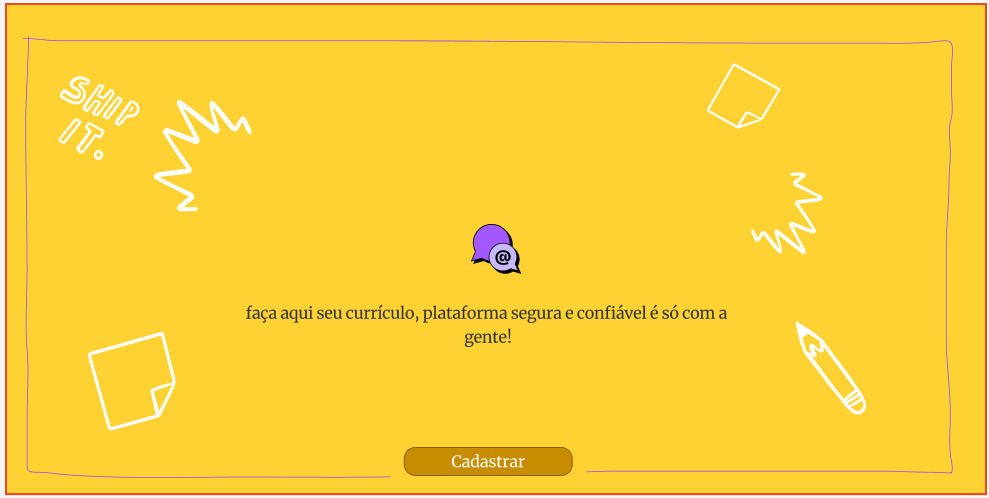 SHIP
IT.
@
faça aqui seu currículo, plataforma segura e confiável é só com a
gente!
Cadastrar